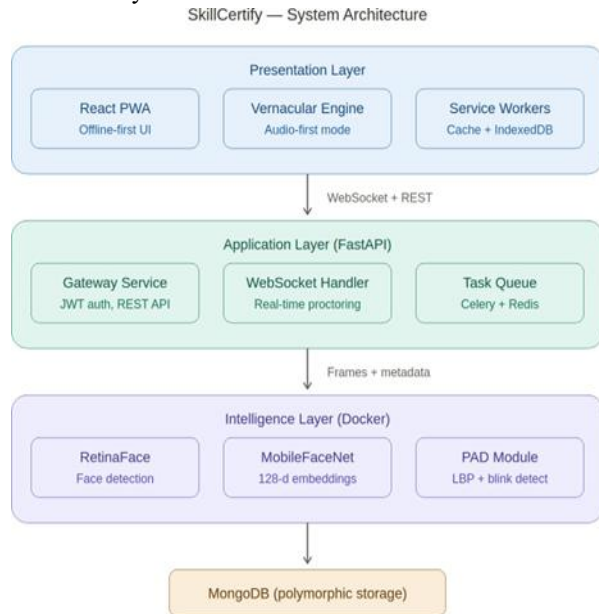 SkillCertify — System Architecture
Presentation Layer
React PWA
Offline-first UI
Vernacular Engine
Audio-first mode
Service Workers
Cache + IndexedDB
WebSocket + REST
Application Layer (FastAPI)
Gateway Service
JWT auth, REST API
WebSocket Handler
Real-time proctoring
Task Queue
Celery + Redis
Frames + metadata
Intelligence Layer (Docker)
RetinaFace
Face detection
MobileFaceNet
128-d embeddings
PAD Module
LBP + blink detect
MongoDB (polymorphic storage)